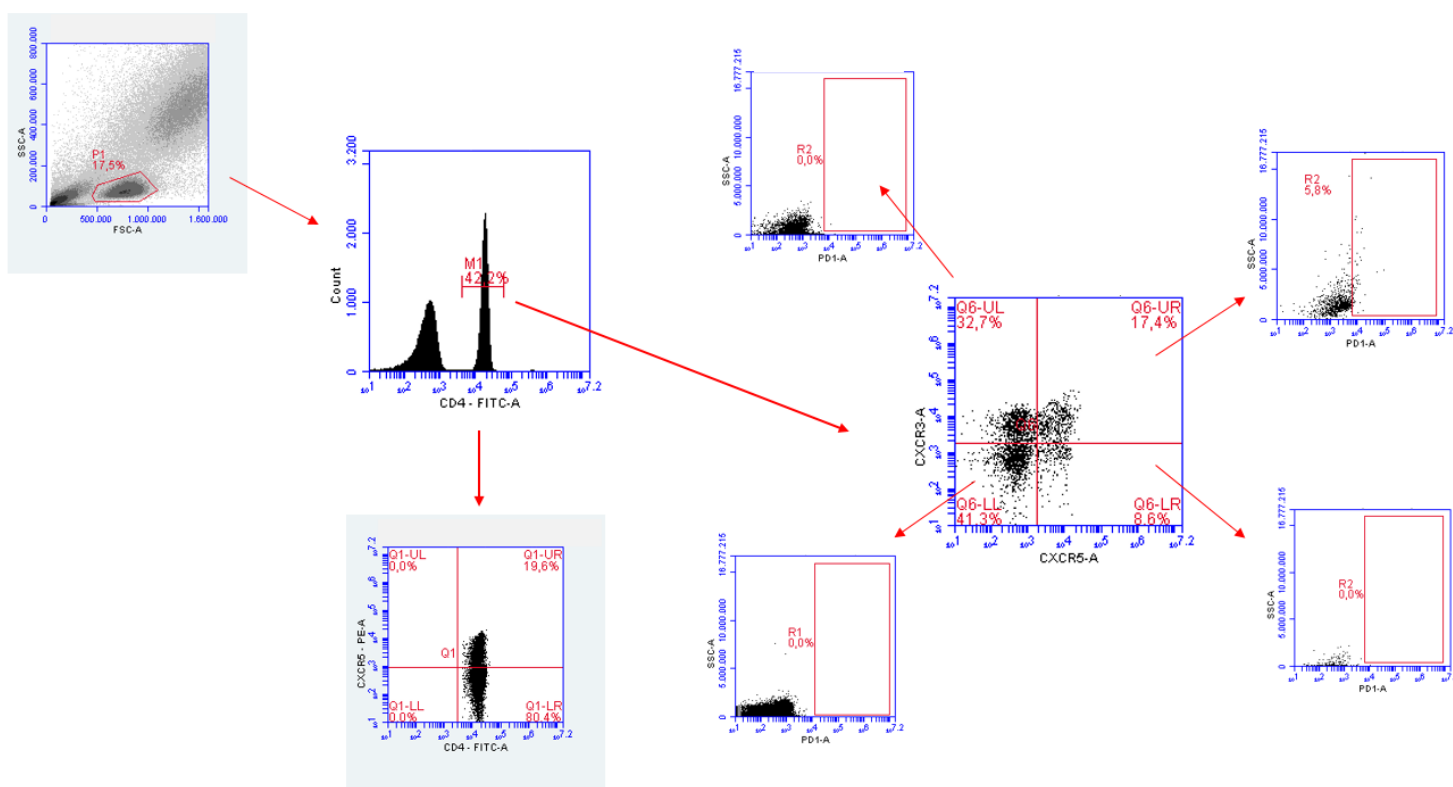 800.000
600.000
400.000
200.000
0
SSC-A
P1
17,5%
0
500.000
1.000.000
1.600.000
FSC-A
3.200
2.000
1.000
0
Count
M1
42,2%
CD4 - FITC-A
Q1-UL
0,0%
Q1-UR
19,6%
Q1
Q1-LL
0,0%
Q1-LR
80,4%
CXCR5 - PE-A
CD4 - FITC-A
16.777.215
10.000.000
5.000.000
0
SSC-A
R2
0,0%
PD1-A
Q6-UL
32,7%
Q6-UR
17,4%
Q6-LL
41,3%
Q6-LR
8,6%
CXCR3-A
CXCR5-A
16.777.215
10.000.000
5.000.000
0
SSC-A
R2
5,8%
PD1-A
16.777.215
10.000.000
5.000.000
0
SSC-A
R1
0,0%
PD1-A
16.777.215
10.000.000
5.000.000
0
SSC-A
R2
0,0%
PD1-A